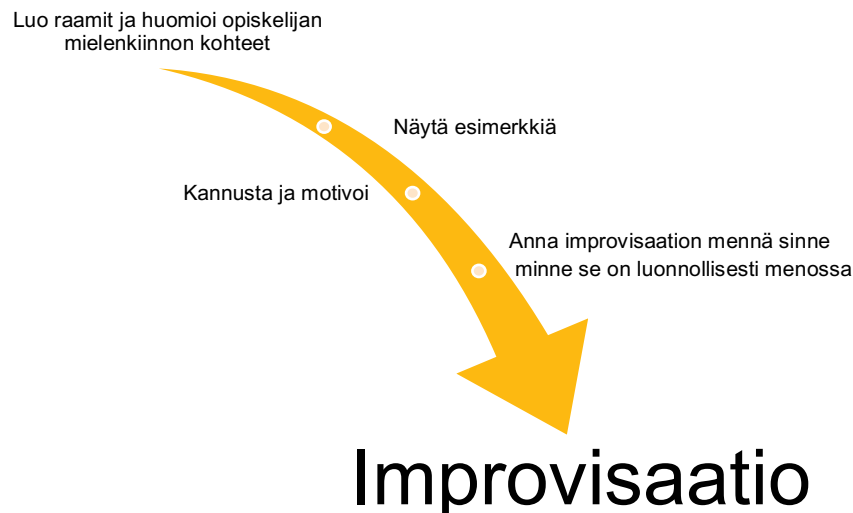 Luo raamit ja huomioi opiskelijan
mielenkiinnon kohteet
Näytä esimerkkiä
Kannusta ja motivoi
Anna improvisaation mennä sinne
minne se on luonnollisesti menossa
Improvisaatio